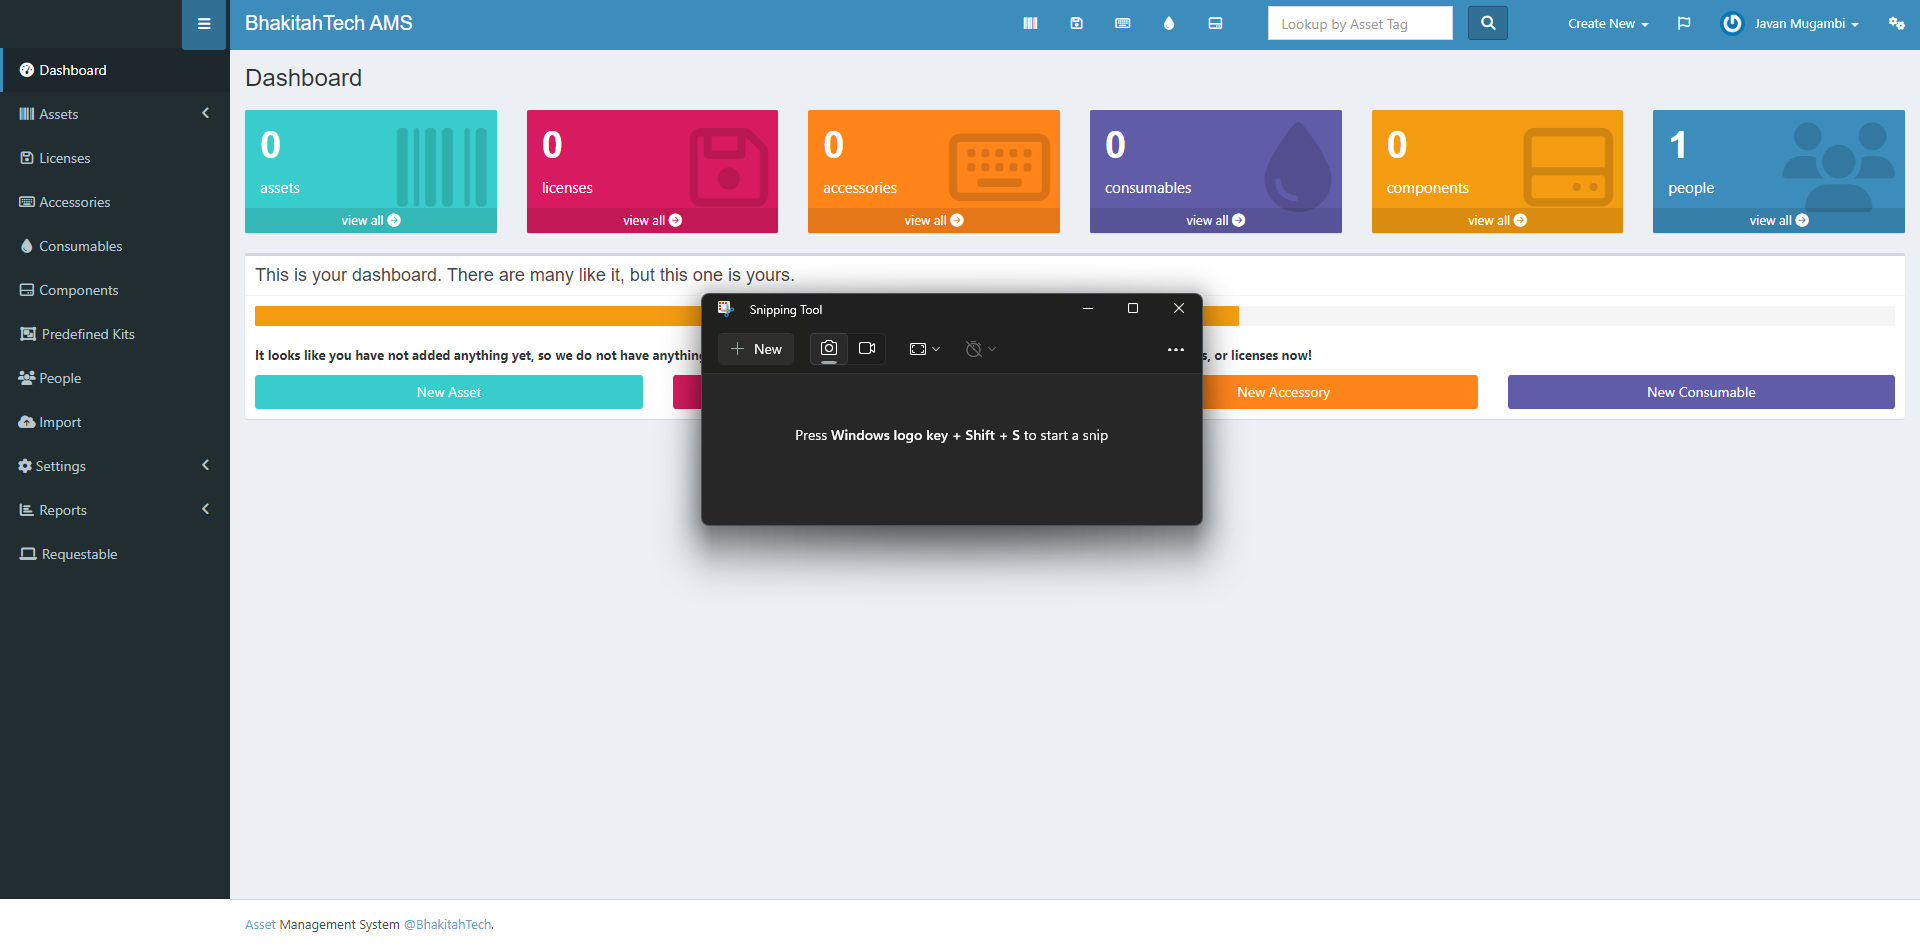 BhakitahTech AMS
Lookup by Asset Tag
Create New
Javan Mugambi
Dashboard
Assets
Licenses
Accessories
Consumables
Components
Predefined Kits
People
Import
Settings
Reports
Requestable
Dashboard
0
assets
view all
0
licenses
view all
0
accessories
view all
0
consumables
view all
0
components
view all
1
people
view all
This is your dashboard. There are many like it, but this one is yours.
It looks like you have not added anything yet, so we do not have anything
, or licenses now!
New Asset
New Accessory
New Consumable
Snipping Tool
New
Press Windows logo key + Shift + S to start a snip
Asset Management System @BhakitahTech.